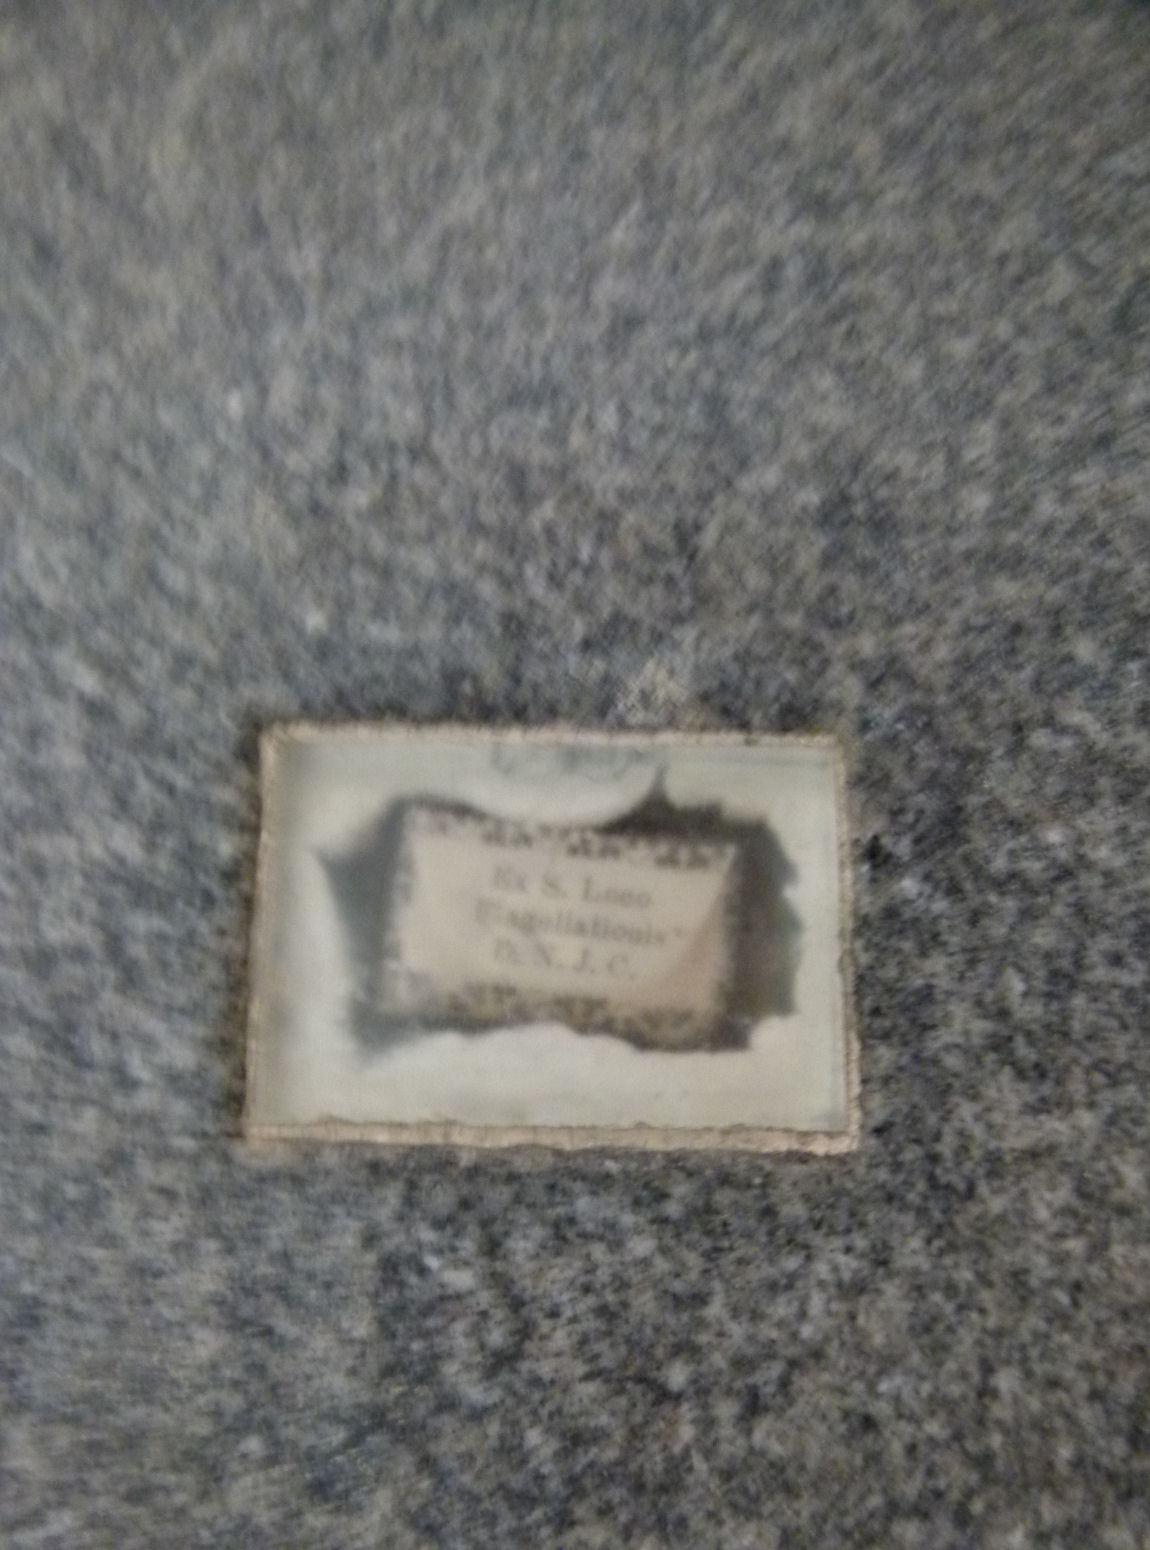 Ex S. Loco
Flagellationis
D. N. J. C.